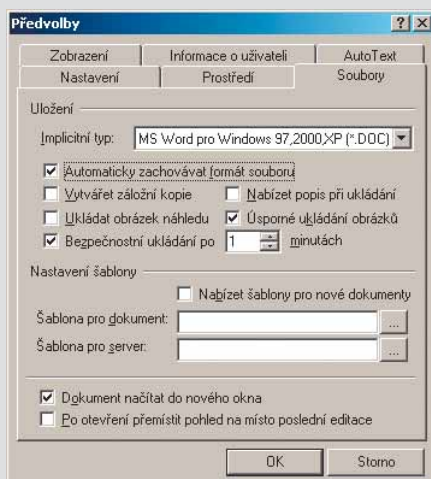 Předvolby
Zobrazení Informace o uživateli AutoText
Nastavení Prostředí Soubory
Uložení
Implicitní typ: MS Word pro Windows 97,2000,XP (*.DOC)
Automaticky zachovávat formát souboru
Vytvářet záložní kopie Nabízet popis při ukládání
Ukládat obrázek náhledu Úsporné ukládání obrázků
Bezpečnostní ukládání po 1 minutách
Nastavení šablony
Nabízet šablony pro nové dokumenty
Šablona pro dokument: ...
Šablona pro server: ...
Dokument načítat do nového okna
Po otevření přemístit pohled na místo poslední editace
OK Storno